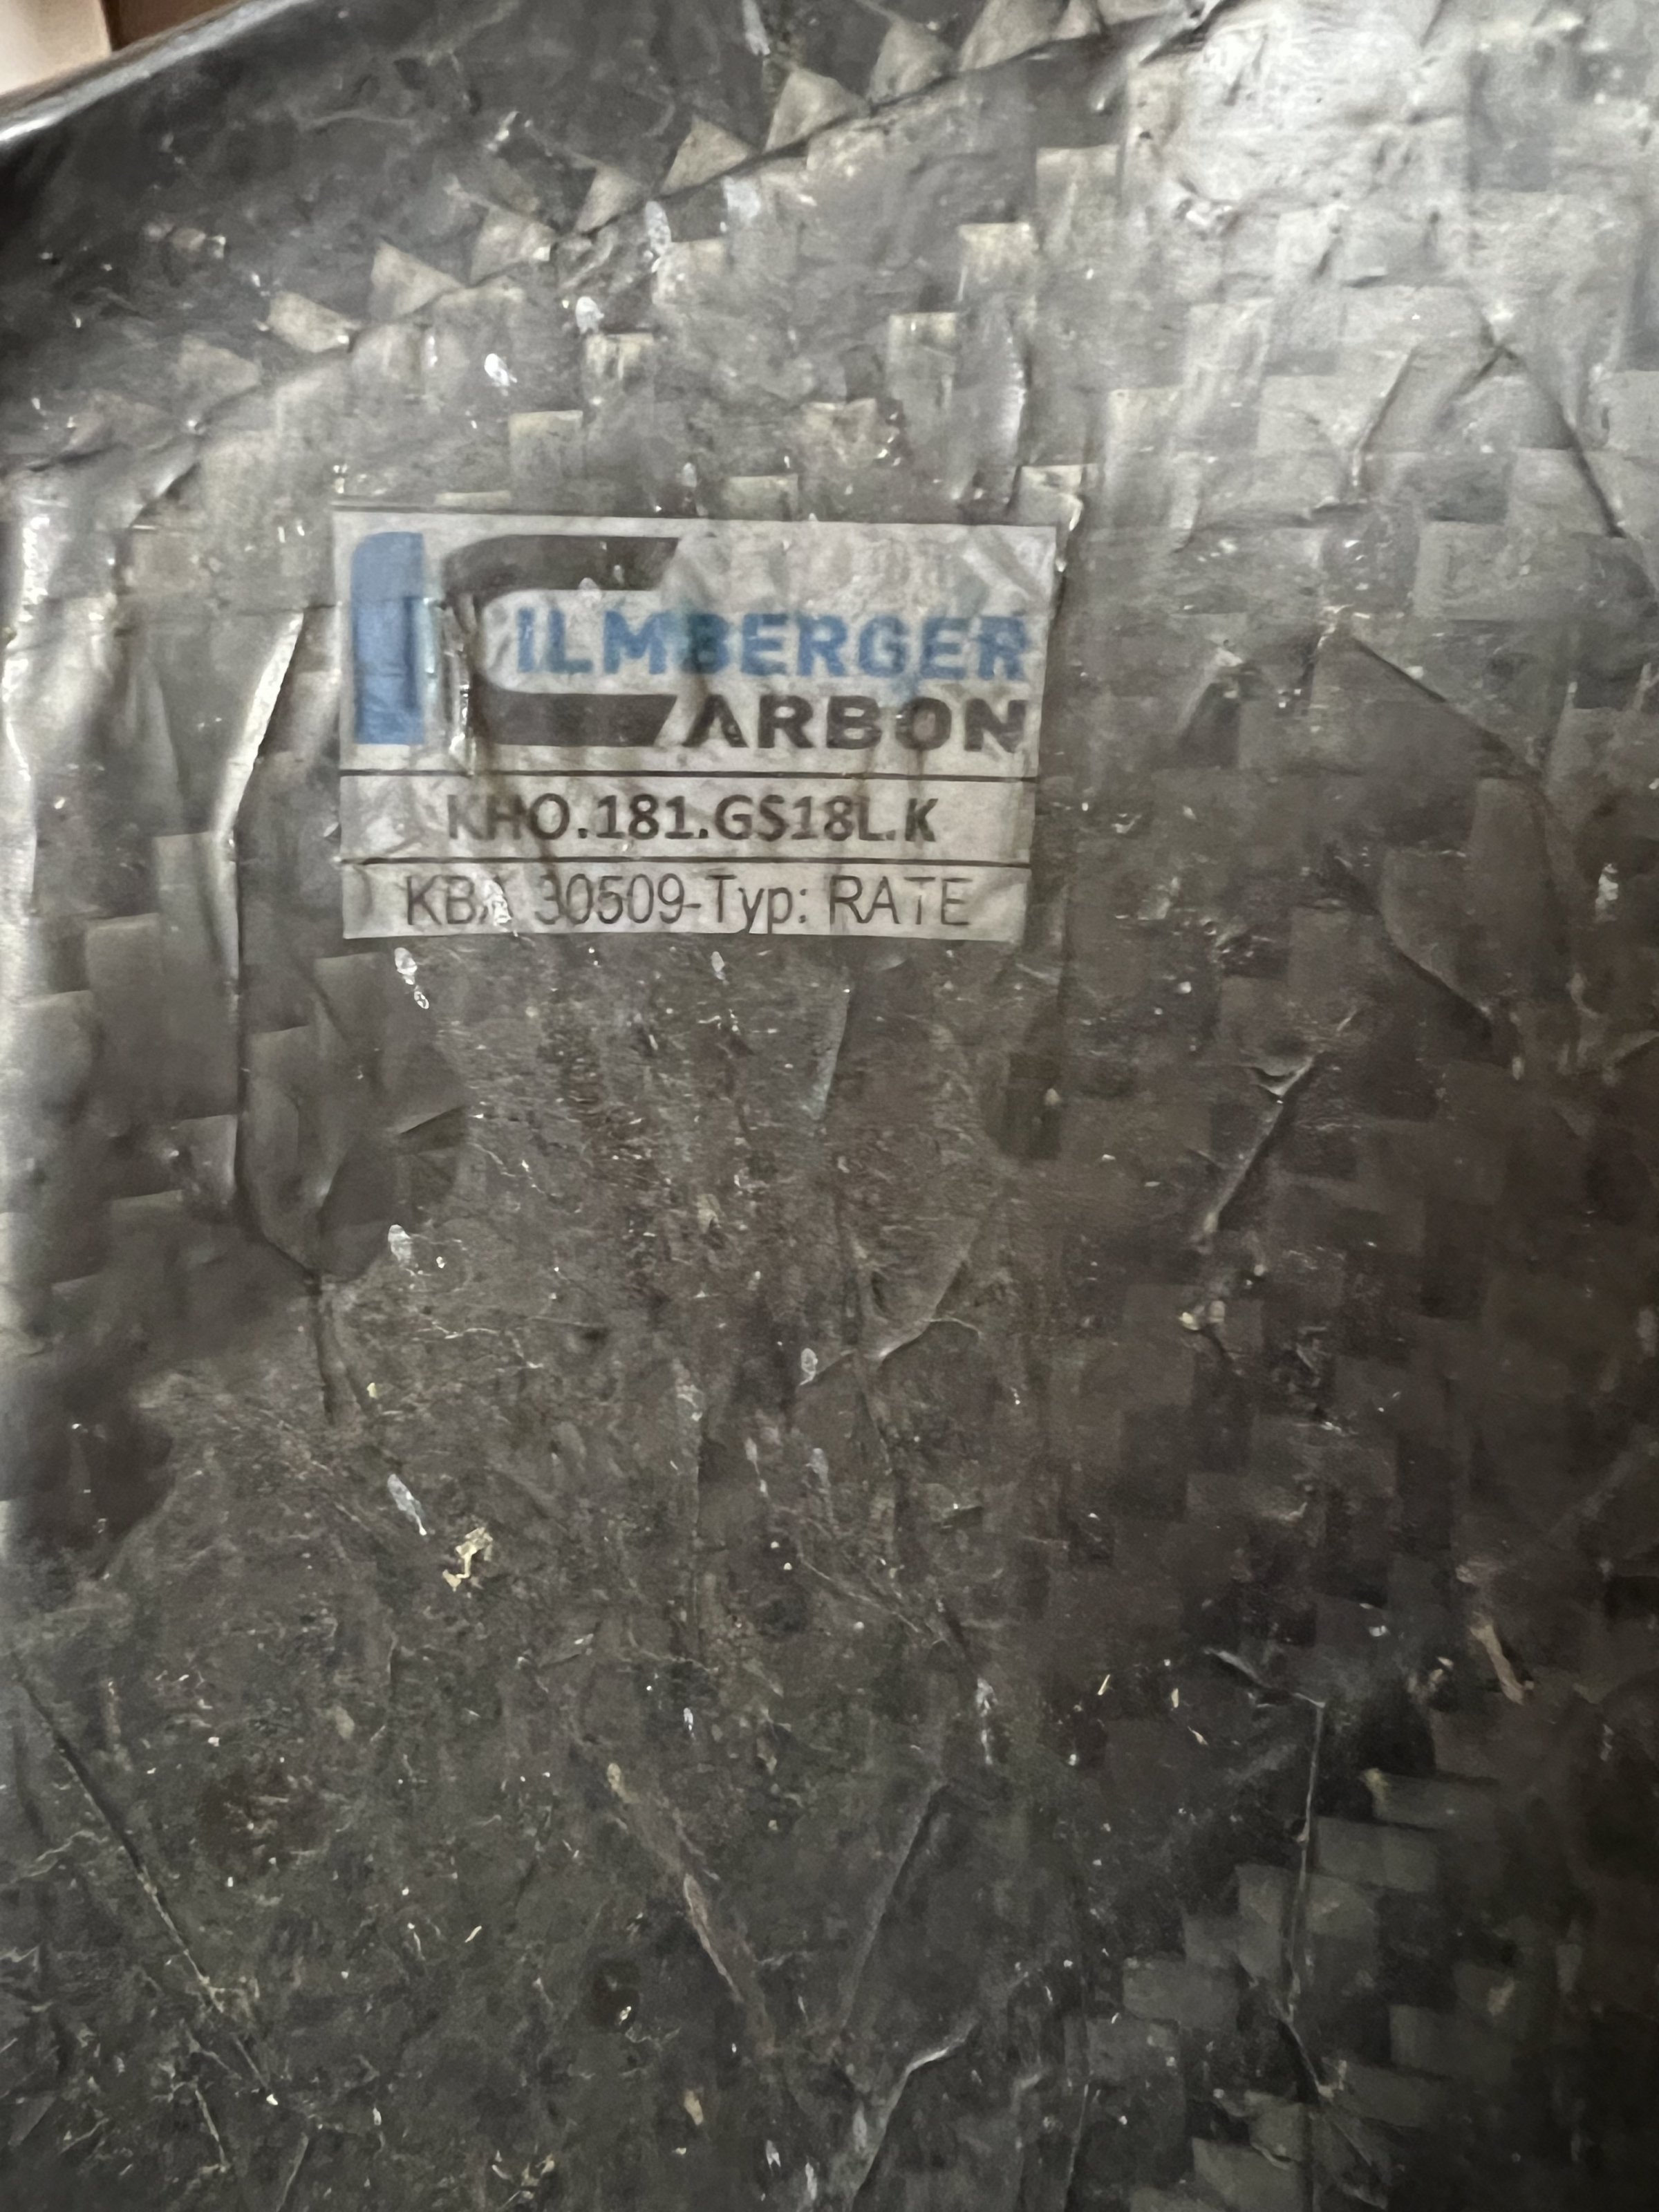 ILMBERGER
CARBON
KHO.181.GS18L.K
KBA 30509-Typ: RATE